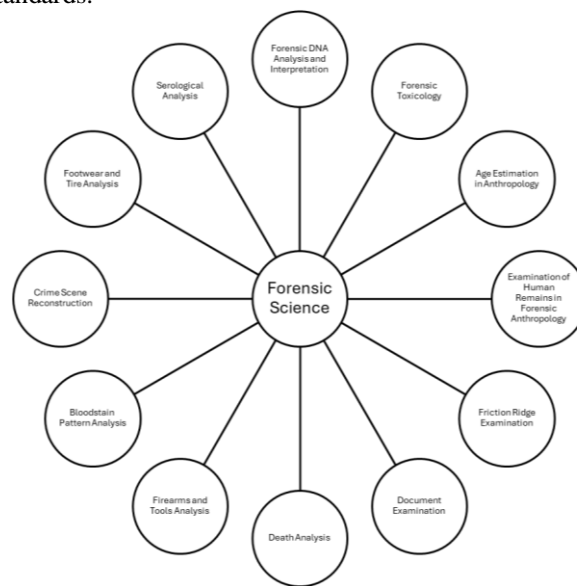 Forensic DNA
Analysis and
Interpretation
Serological
Analysis
Forensic
Toxicology
Footwear and
Tire Analysis
Age Estimation
in Anthropology
Crime Scene
Reconstruction
Forensic
Science
Examination of
Human
Remains in
Forensic
Anthropology
Bloodstain
Pattern Analysis
Friction Ridge
Examination
Firearms and
Tools Analysis
Document
Examination
Death Analysis